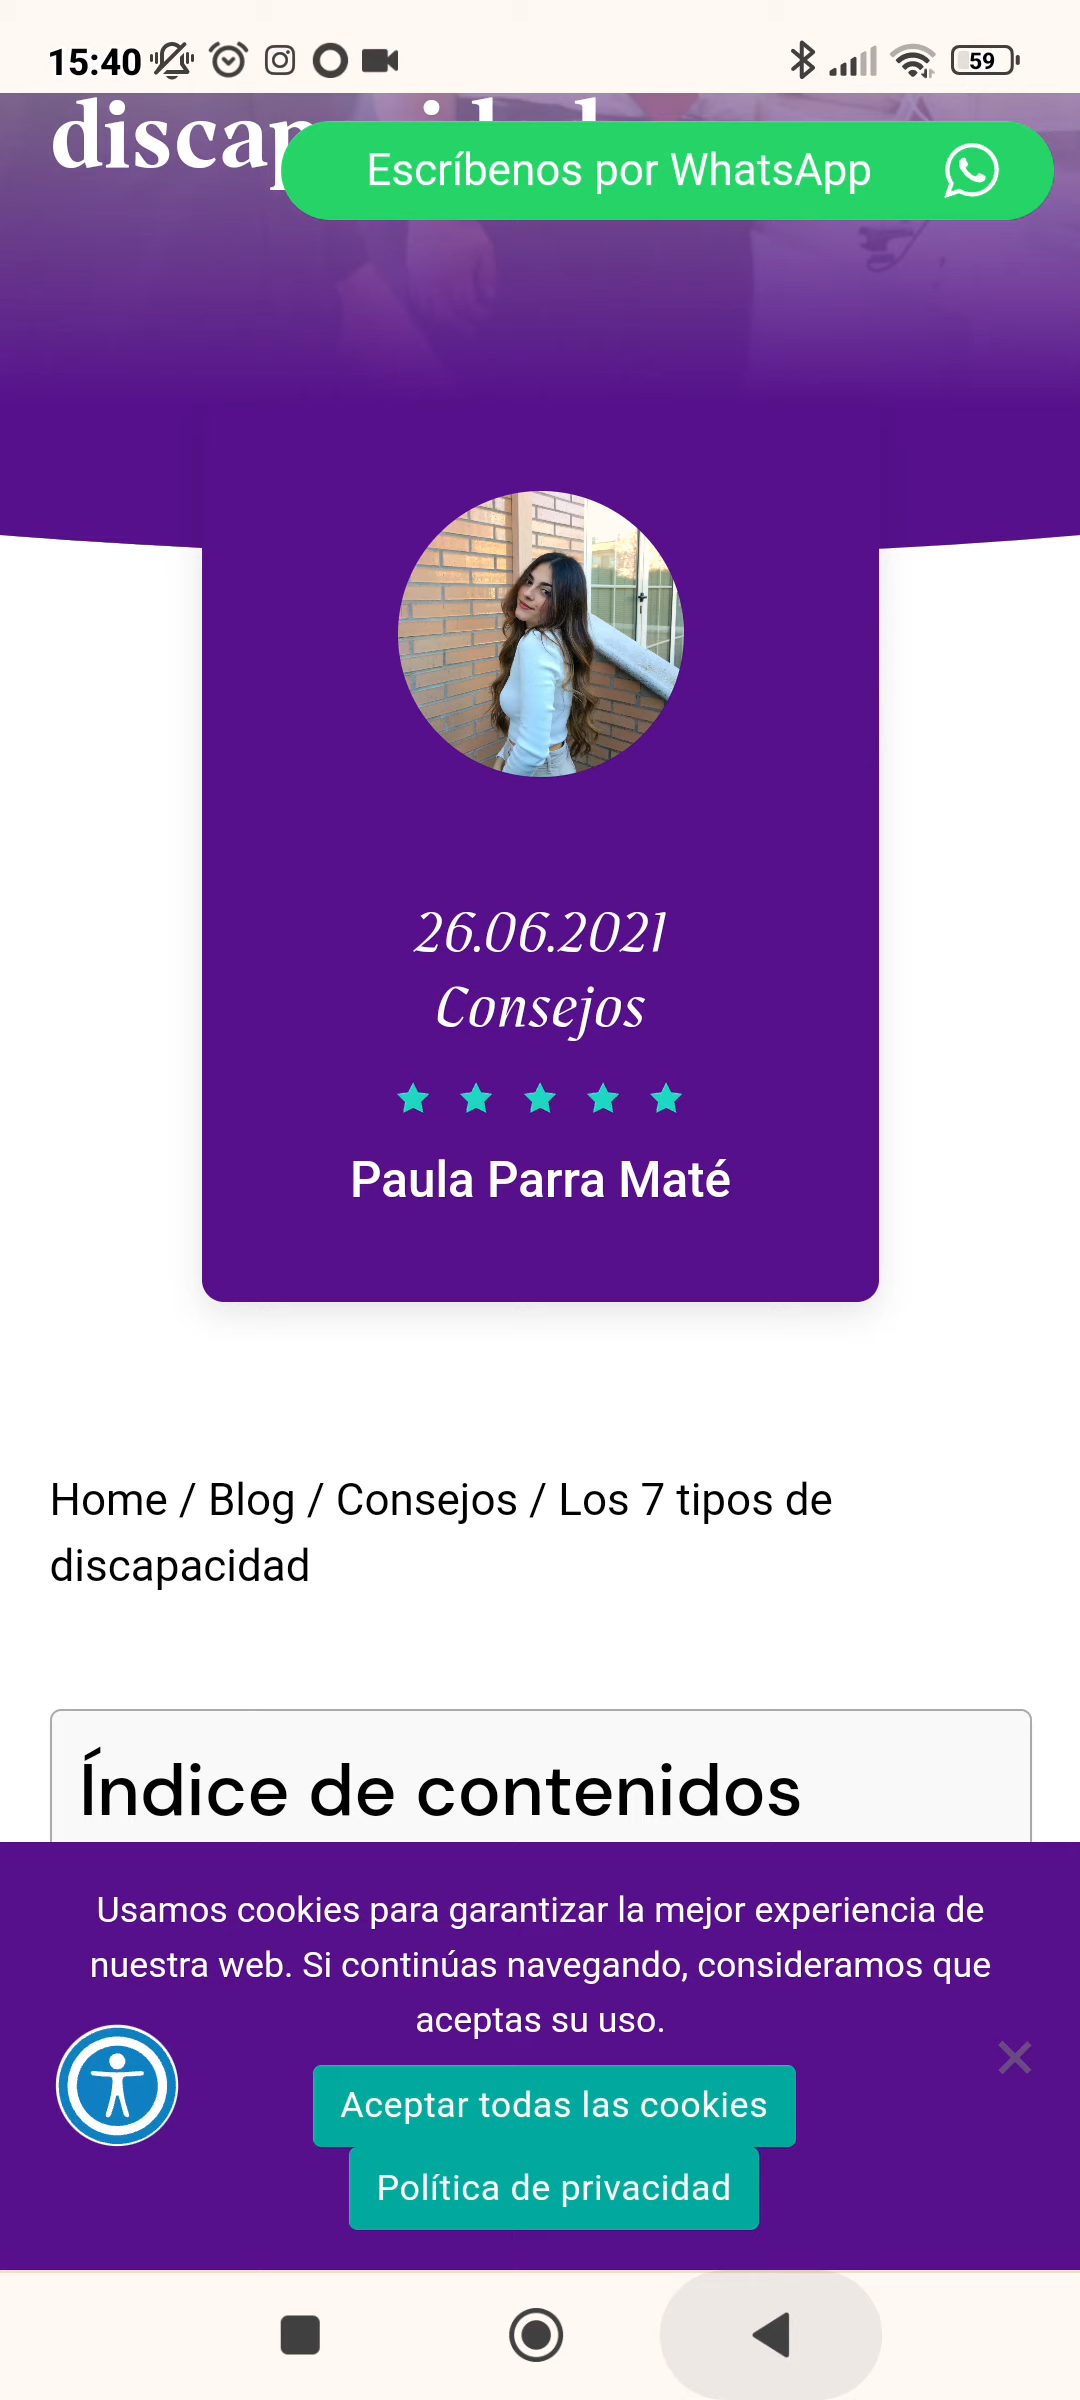 15:40
59
Escríbenos por WhatsApp
26.06.2021
Consejos
Paula Parra Maté
Home / Blog / Consejos / Los 7 tipos de
discapacidad
Índice de contenidos
Usamos cookies para garantizar la mejor experiencia de
nuestra web. Si continúas navegando, consideramos que
aceptas su uso.
Aceptar todas las cookies
Política de privacidad